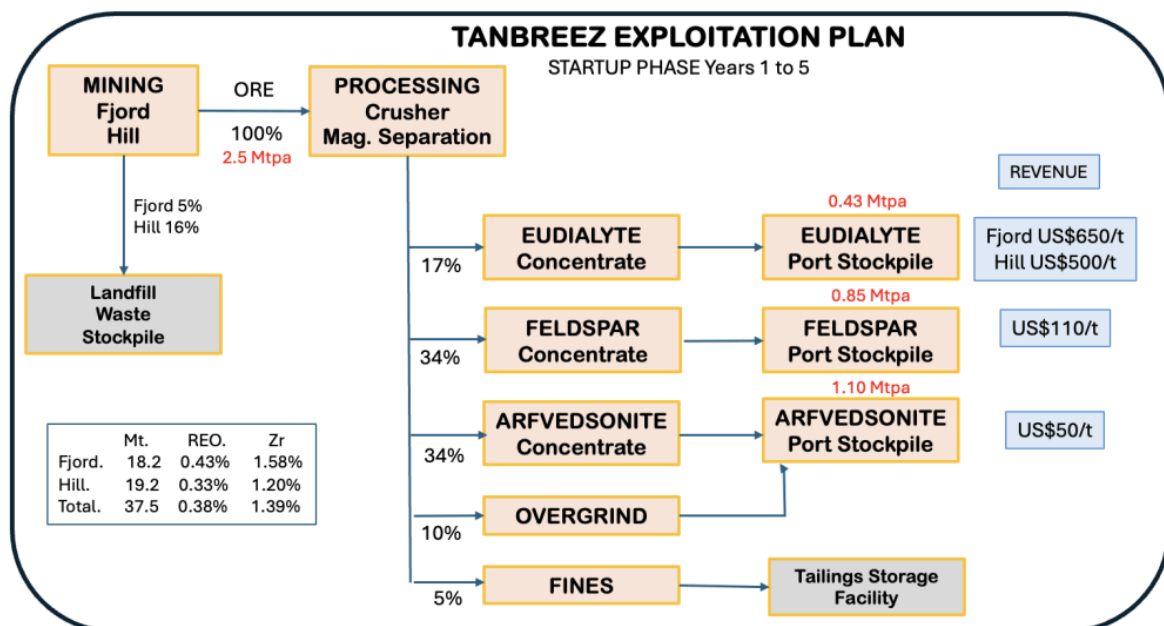 TANBREEZ EXPLOITATION PLAN
STARTUP PHASE Years 1 to 5
MINING
Fjord
Hill
ORE
100%
2.5 Mtpa
PROCESSING
Crusher
Mag. Separation
Fjord 5%
Hill 16%
Landfill
Waste
Stockpile
REVENUE
17%
EUDIALYTE
Concentrate
0.43 Mtpa
EUDIALYTE
Port Stockpile
Fjord US$650/t
Hill US$500/t
34%
FELDSPAR
Concentrate
0.85 Mtpa
FELDSPAR
Port Stockpile
US$110/t
34%
ARFVEDSONITE
Concentrate
1.10 Mtpa
ARFVEDSONITE
Port Stockpile
US$50/t
10%
OVERGRIND
5%
FINES
Tailings Storage
Facility
Mt. REO. Zr
Fjord. 18.2 0.43% 1.58%
Hill. 19.2 0.33% 1.20%
Total. 37.5 0.38% 1.39%